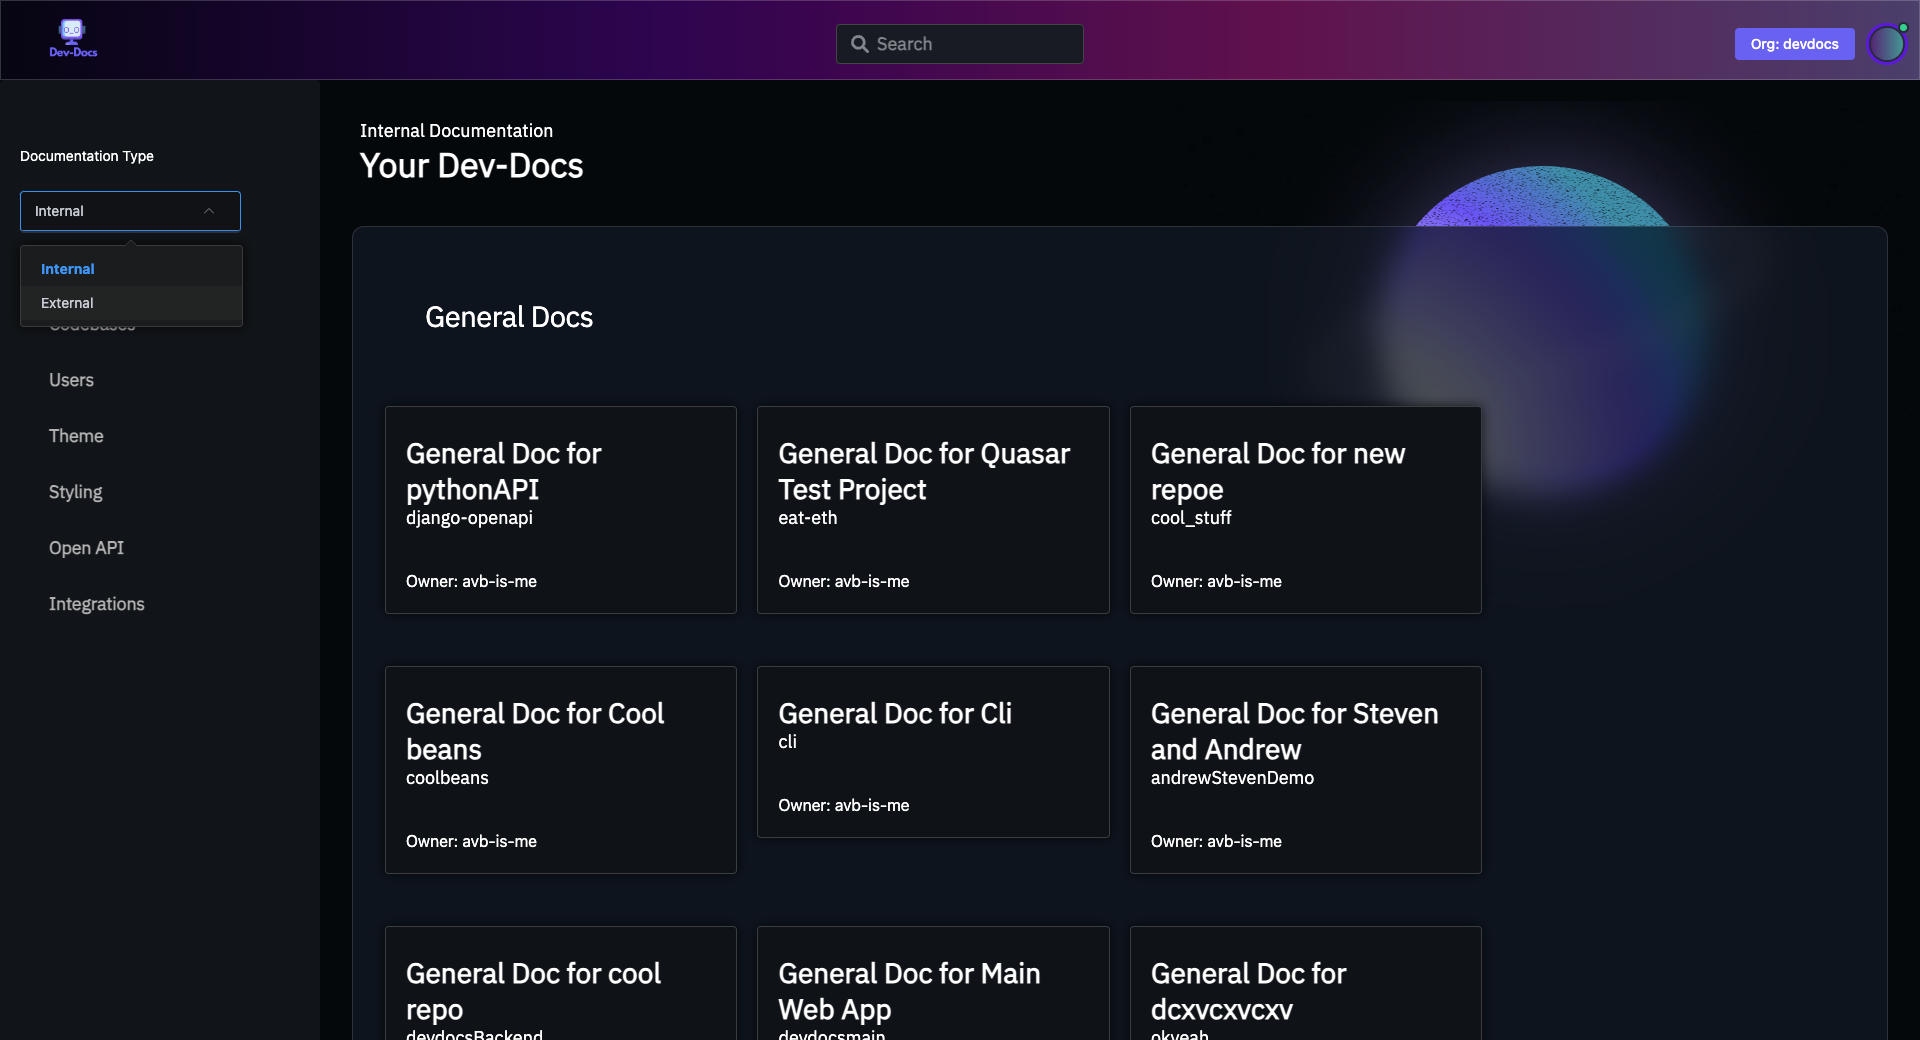 Dev-Docs
Search
Org: devdocs
Documentation Type
Internal
Internal
External
Codebases
Users
Theme
Styling
Open API
Integrations
Internal Documentation
Your Dev-Docs
General Docs
General Doc for
pythonAPI
django-openapi
Owner: avb-is-me
General Doc for Quasar
Test Project
eat-eth
Owner: avb-is-me
General Doc for new
repoe
cool_stuff
Owner: avb-is-me
General Doc for Cool
beans
coolbeans
Owner: avb-is-me
General Doc for Cli
cli
Owner: avb-is-me
General Doc for Steven
and Andrew
andrewStevenDemo
Owner: avb-is-me
General Doc for cool
repo
devdocsBackend
General Doc for Main
Web App
devdocsmain
General Doc for
dcxvcxvcxv
okyeah